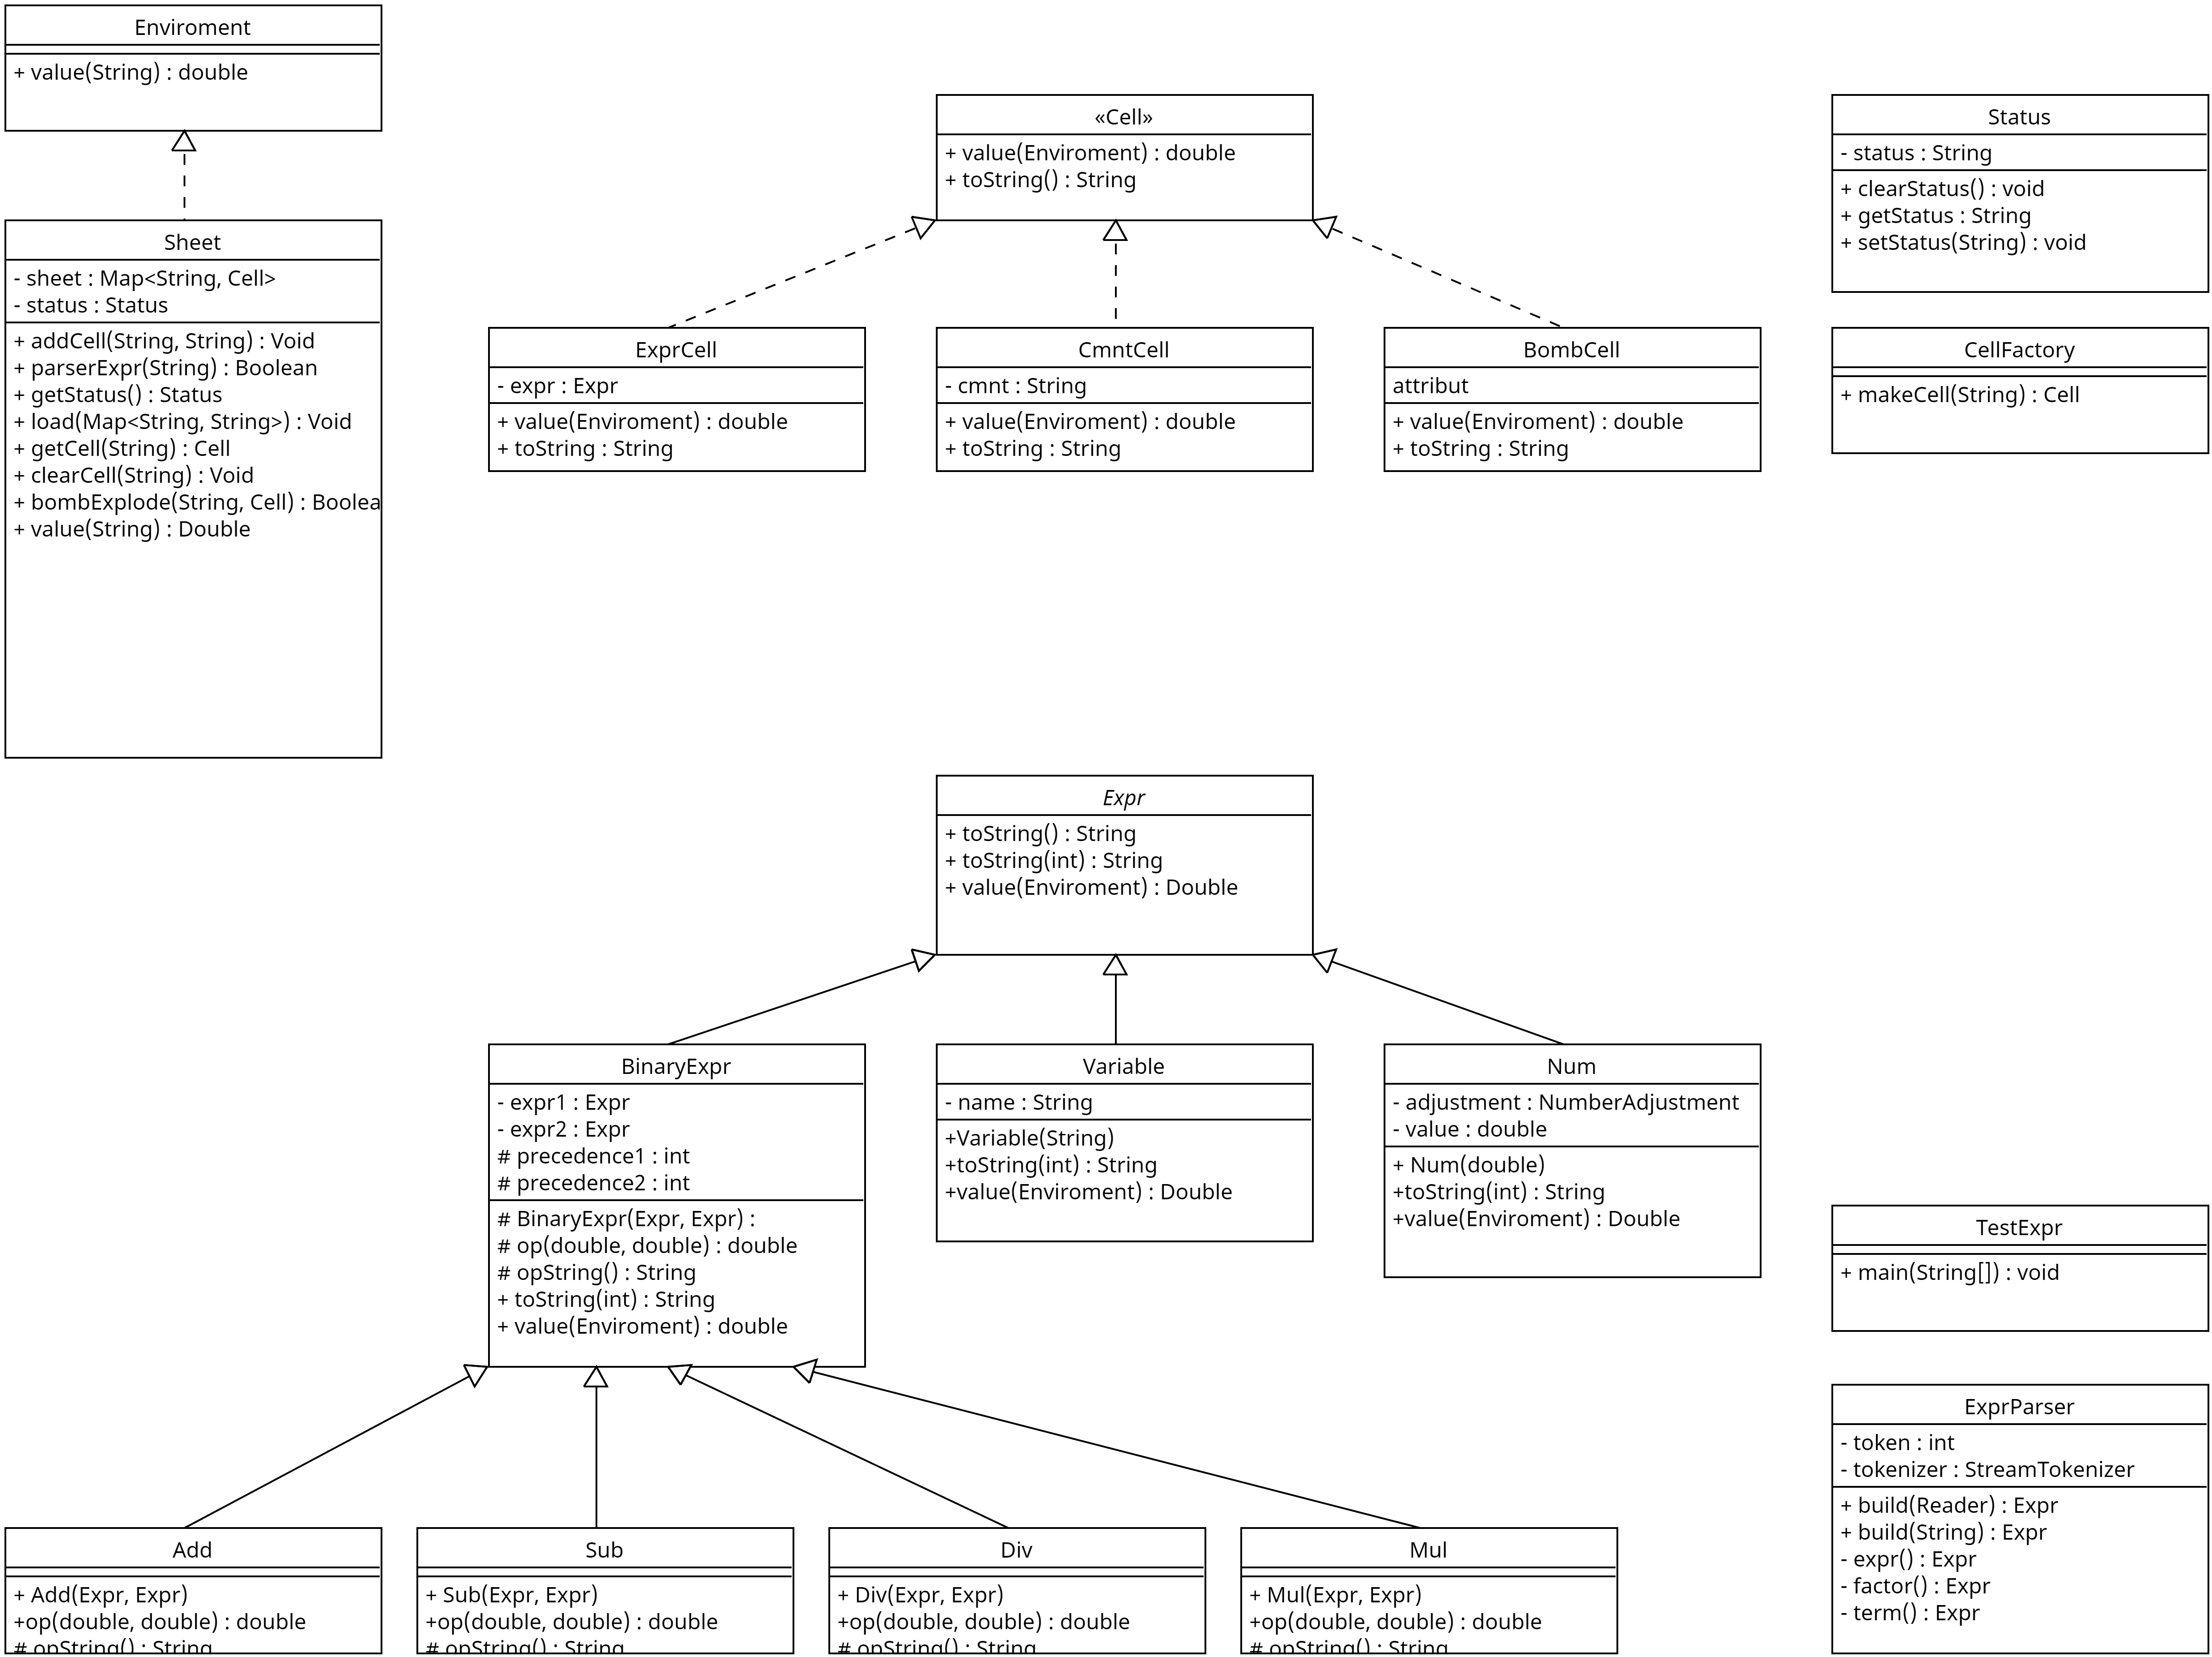 Enviroment
+ value(String) : double
Sheet
- sheet : Map<String, Cell>
- status : Status
+ addCell(String, String) : Void
+ parserExpr(String) : Boolean
+ getStatus() : Status
+ load(Map<String, String>) : Void
+ getCell(String) : Cell
+ clearCell(String) : Void
+ bombExplode(String, Cell) : Boolea
+ value(String) : Double
«Cell»
+ value(Enviroment) : double
+ toString() : String
ExprCell
- expr : Expr
+ value(Enviroment) : double
+ toString : String
CmntCell
- cmnt : String
+ value(Enviroment) : double
+ toString : String
BombCell
attribut
+ value(Enviroment) : double
+ toString : String
Status
- status : String
+ clearStatus() : void
+ getStatus : String
+ setStatus(String) : void
CellFactory
+ makeCell(String) : Cell
Expr
+ toString() : String
+ toString(int) : String
+ value(Enviroment) : Double
BinaryExpr
- expr1 : Expr
- expr2 : Expr
# precedence1 : int
# precedence2 : int
# BinaryExpr(Expr, Expr) :
# op(double, double) : double
# opString() : String
+ toString(int) : String
+ value(Enviroment) : double
Variable
- name : String
+Variable(String)
+toString(int) : String
+value(Enviroment) : Double
Num
- adjustment : NumberAdjustment
- value : double
+ Num(double)
+toString(int) : String
+value(Enviroment) : Double
TestExpr
+ main(String[]) : void
ExprParser
- token : int
- tokenizer : StreamTokenizer
+ build(Reader) : Expr
+ build(String) : Expr
- expr() : Expr
- factor() : Expr
- term() : Expr
Add
+ Add(Expr, Expr)
+op(double, double) : double
# opString() : String
Sub
+ Sub(Expr, Expr)
+op(double, double) : double
# opString() : String
Div
+ Div(Expr, Expr)
+op(double, double) : double
# opString() : String
Mul
+ Mul(Expr, Expr)
+op(double, double) : double
# opString() : String